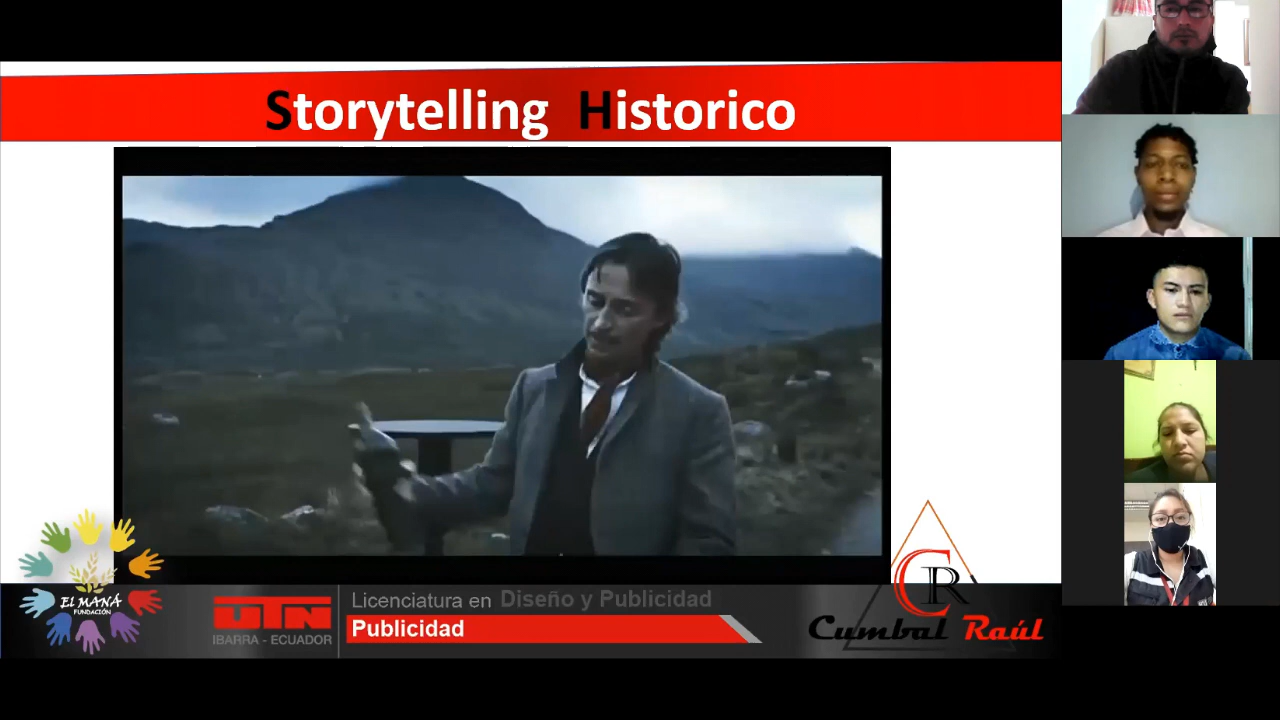 Storytelling Historico
EL MANÁ
FUNDACIÓN
UTN
IBARRA - ECUADOR
Licenciatura en Diseño y Publicidad
Publicidad
CR
Cumbal Raúl